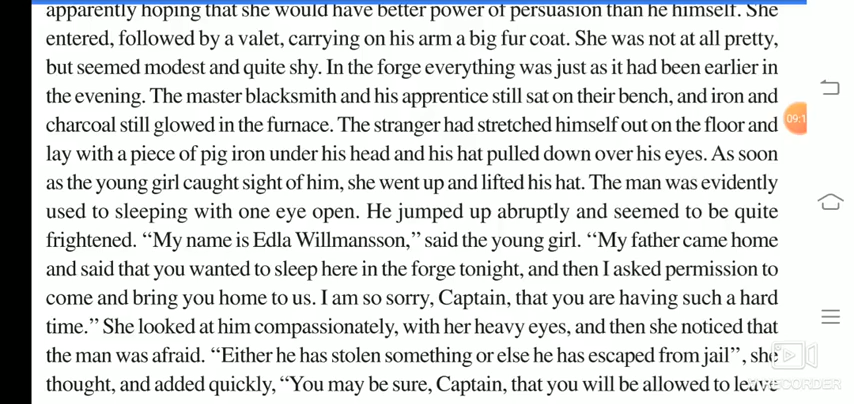 apparently hoping that she would have better power of persuasion than he himself. She
entered, followed by a valet, carrying on his arm a big fur coat. She was not at all pretty,
but seemed modest and quite shy. In the forge everything was just as it had been earlier in
the evening. The master blacksmith and his apprentice still sat on their bench, and iron and
charcoal still glowed in the furnace. The stranger had stretched himself out on the floor and
lay with a piece of pig iron under his head and his hat pulled down over his eyes. As soon
as the young girl caught sight of him, she went up and lifted his hat. The man was evidently
used to sleeping with one eye open. He jumped up abruptly and seemed to be quite
frightened. “My name is Edla Willmansson,” said the young girl. “My father came home
and said that you wanted to sleep here in the forge tonight, and then I asked permission to
come and bring you home to us. I am so sorry, Captain, that you are having such a hard
time.” She looked at him compassionately, with her heavy eyes, and then she noticed that
the man was afraid. “Either he has stolen something or else he has escaped from jail”, she
thought, and added quickly, “You may be sure, Captain, that you will be allowed to leave
09:1
RECORDER